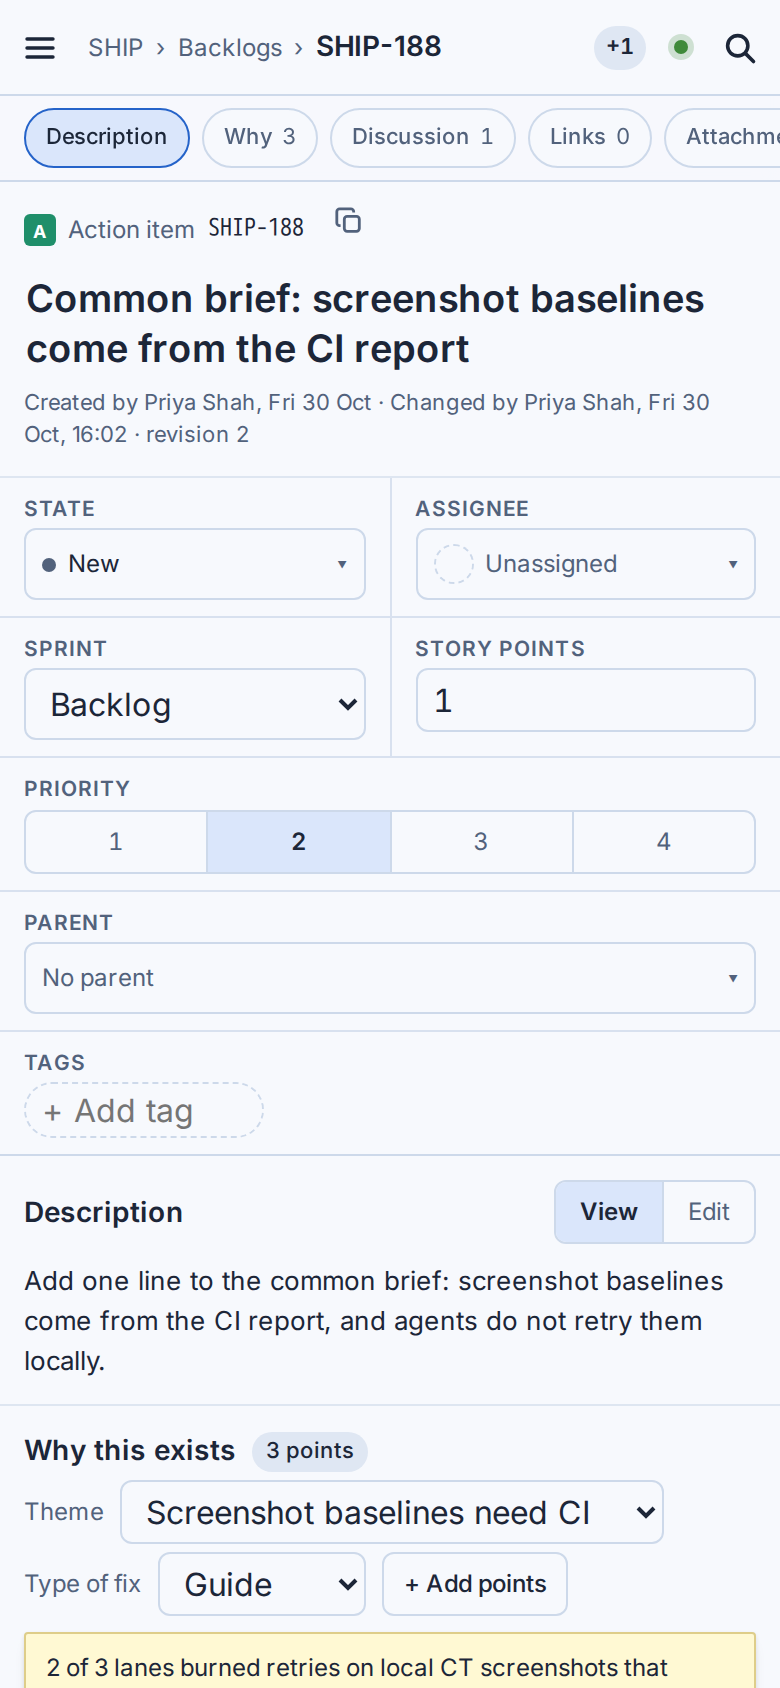 SHIP › Backlogs › SHIP-188 +1
Description Why 3 Discussion 1 Links 0 Attachme
A Action item SHIP-188
Common brief: screenshot baselines
come from the CI report
Created by Priya Shah, Fri 30 Oct · Changed by Priya Shah, Fri 30
Oct, 16:02 · revision 2
STATE ASSIGNEE
New Unassigned
SPRINT STORY POINTS
Backlog 1
PRIORITY
1 2 3 4
PARENT
No parent
TAGS
+ Add tag
Description View Edit
Add one line to the common brief: screenshot baselines
come from the CI report, and agents do not retry them
locally.
Why this exists 3 points
Theme Screenshot baselines need CI
Type of fix Guide + Add points
2 of 3 lanes burned retries on local CT screenshots that